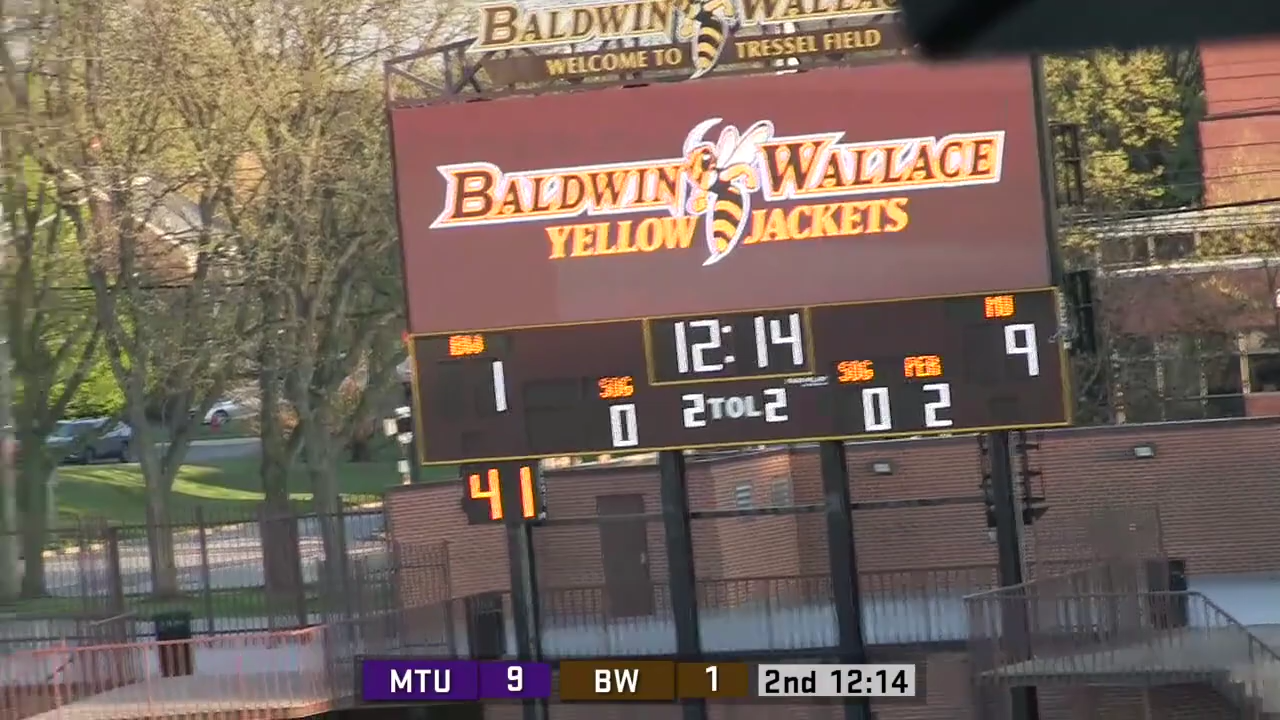 BALDWIN WALLACE
WELCOME TO TRESSEL FIELD
BALDWIN WALLACE
YELLOW JACKETS
BW 12:14 MU
1 9
SOG SOG PER
0 2 TOL 2 0 2
41
MTU 9 BW 1 2nd 12:14